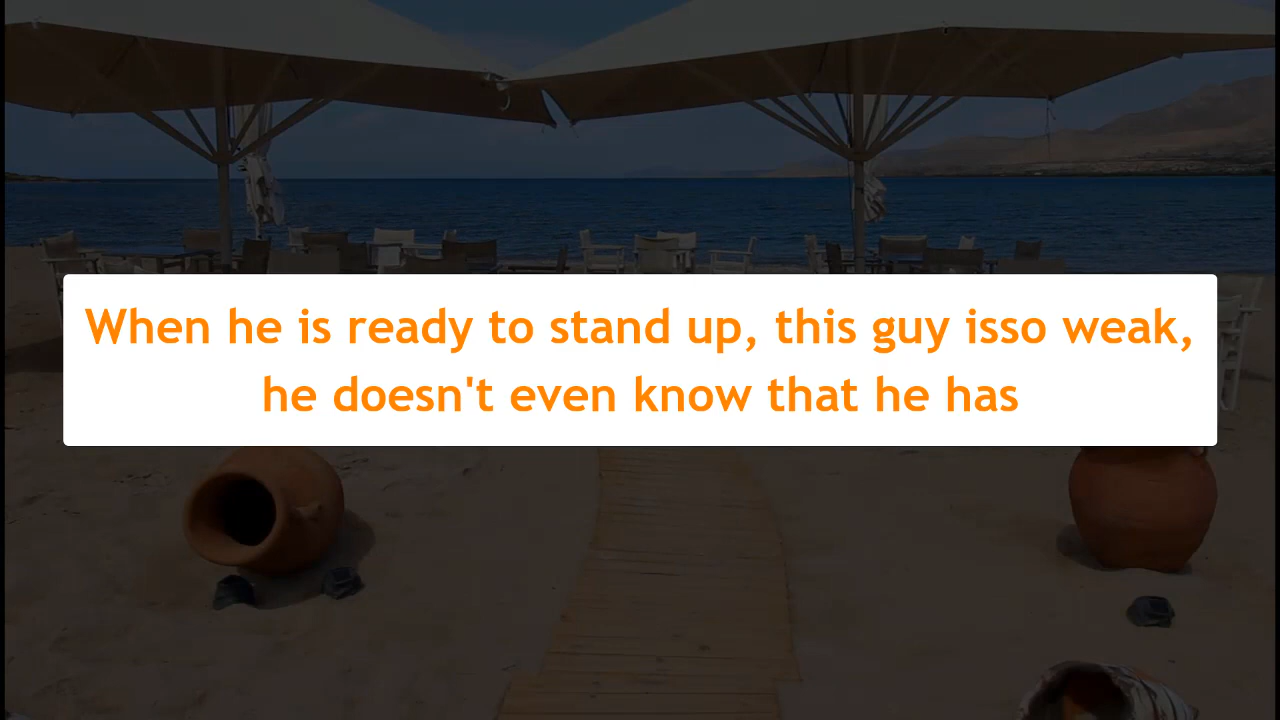 When he is ready to stand up, this guy isso weak,
he doesn't even know that he has